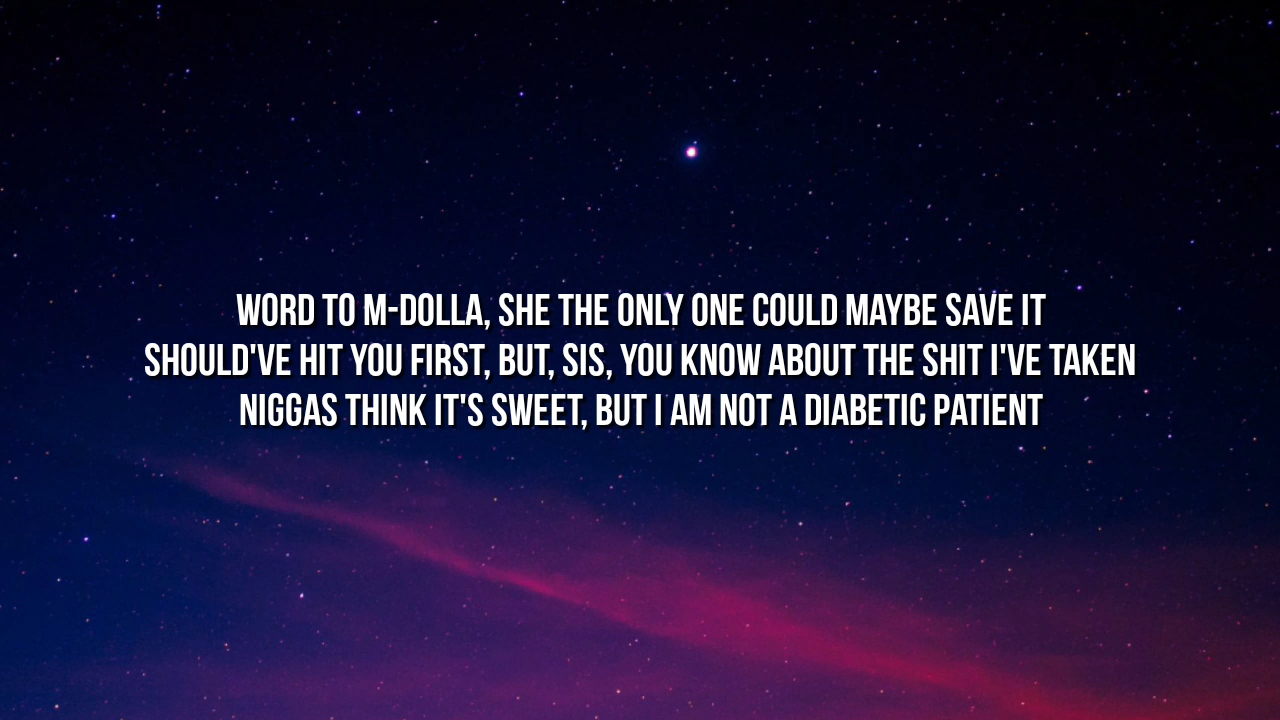 WORD TO M-DOLLA, SHE THE ONLY ONE COULD MAYBE SAVE IT
SHOULD'VE HIT YOU FIRST, BUT, SIS, YOU KNOW ABOUT THE SHIT I'VE TAKEN
NIGGAS THINK IT'S SWEET, BUT I AM NOT A DIABETIC PATIENT